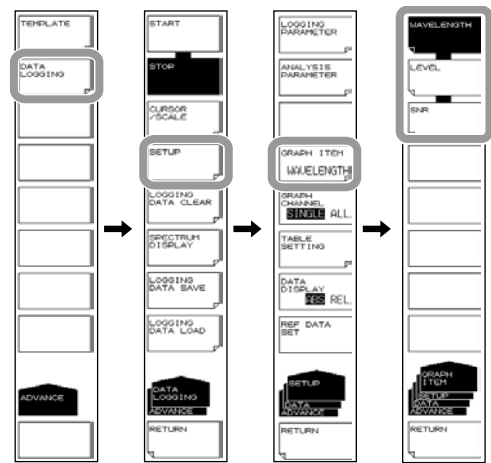 TEMPLATE
DATA
LOGGING
ADVANCE
START
STOP
CURSOR
/SCALE
SETUP
LOGGING
DATA CLEAR
SPECTRUM
DISPLAY
LOGGING
DATA SAVE
LOGGING
DATA LOAD
DATA
LOGGING
ADVANCE
RETURN
LOGGING
PARAMETER
ANALYSIS
PARAMETER
GRAPH ITEM
WAVELENGTH
GRAPH
CHANNEL
SINGLE ALL
TABLE
SETTING
DATA
DISPLAY
ABS REL
REF DATA
SET
SETUP
DATA
ADVANCE
RETURN
WAVELENGTH
LEVEL
SNR
GRAPH
ITEM
SETUP
DATA
ADVANCE
RETURN